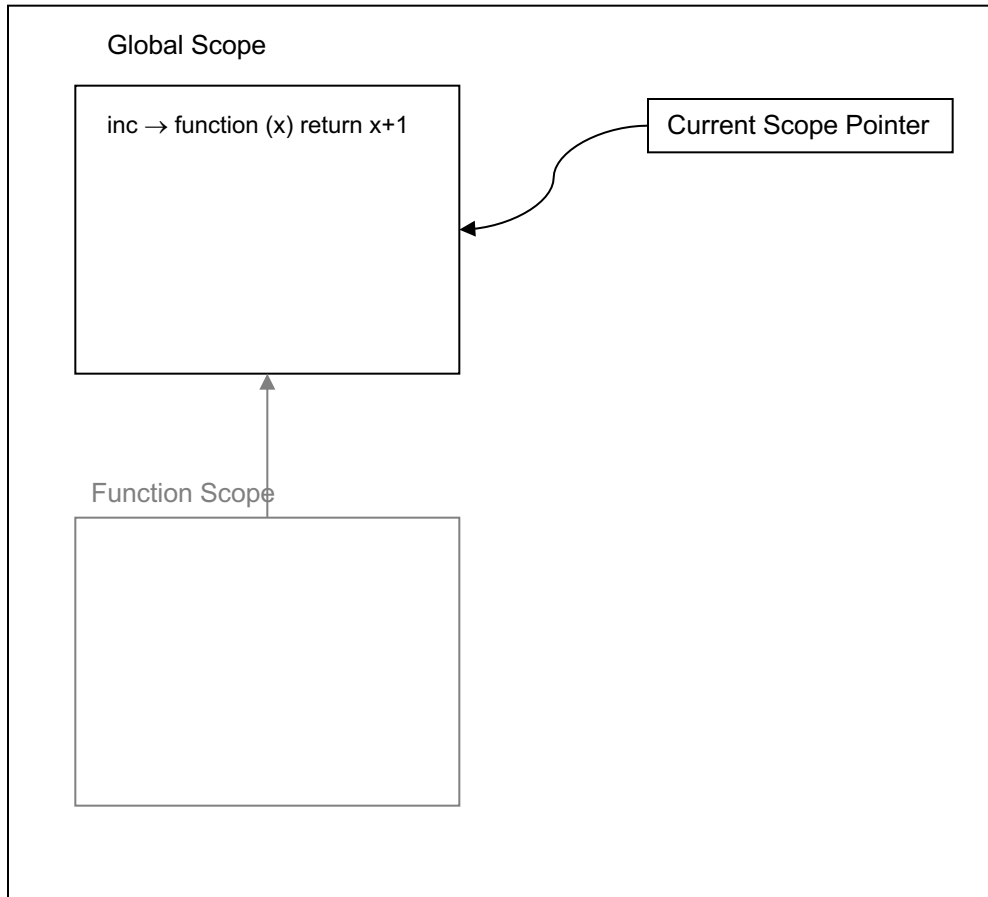 Global Scope
inc → function (x) return x+1
Current Scope Pointer
Function Scope